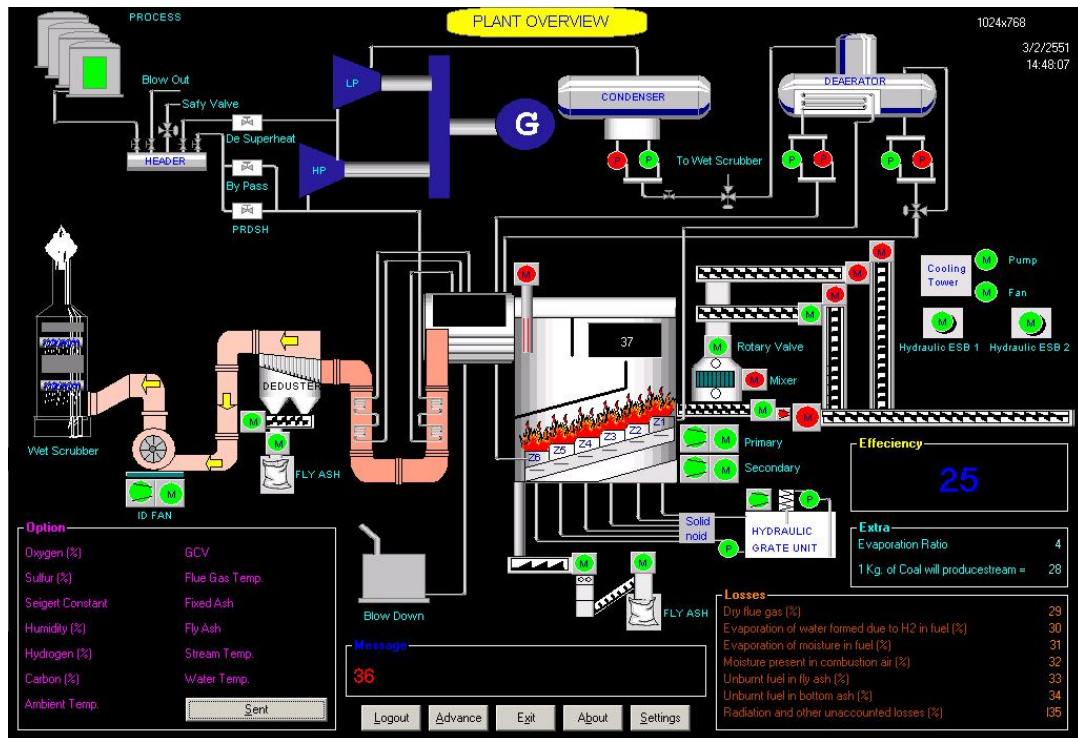 PROCESS
PLANT OVERVIEW
1024x768
3/2/2551
14:48:07
Blow Out
Safy Valve
De Superheat
HEADER
By Pass
PRDSH
LP
HP
G
CONDENSER
P
P
To Wet Scrubber
DEAERATOR
P
P
P
P
M
M
M
M
M
Cooling
Tower
M
Pump
M
Fan
M
M
Hydraulic ESB 1
Hydraulic ESB 2
37
M
Rotary Valve
M
Mixer
M
M
DEDUSTER
M
M
FLY ASH
Wet Scrubber
M
ID FAN
Z6
Z5
Z4
Z3
Z2
Z1
M
Primary
M
Secondary
Solid
noid
P
P
HYDRAULIC
GRATE UNIT
M
M
FLY ASH
Blow Down
Effeciency
25
Extra
Evaporation Ratio 4
1 Kg. of Coal will producestream = 28
Losses
Dry flue gas (%) 29
Evaporation of water formed due to H2 in fuel (%) 30
Evaporation of moisture in fuel (%) 31
Moisture present in combustion air (%) 32
Unburnt fuel in fly ash (%) 33
Unburnt fuel in bottom ash (%) 34
Radiation and other unaccounted losses (%) l35
Option
Oxygen (%) GCV
Sulfur (%) Flue Gas Temp.
Seigert Constant Fixed Ash
Humidity (%) Fly Ash
Hydrogen (%) Stream Temp.
Carbon (%) Water Temp.
Ambient Temp. Sent
Message
36
Logout Advance Exit About Settings